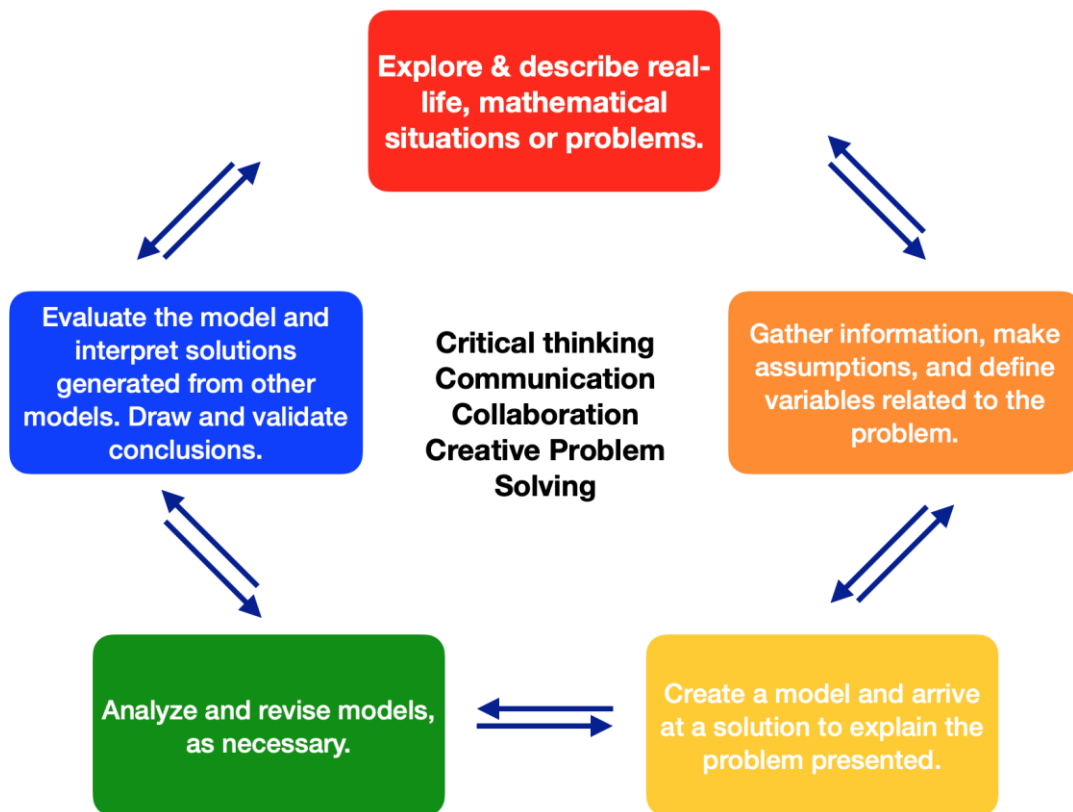 Explore & describe real-
life, mathematical
situations or problems.
Evaluate the model and
interpret solutions
generated from other
models. Draw and validate
conclusions.
Critical thinking
Communication
Collaboration
Creative Problem
Solving
Gather information, make
assumptions, and define
variables related to the
problem.
Analyze and revise models,
as necessary.
Create a model and arrive
at a solution to explain the
problem presented.